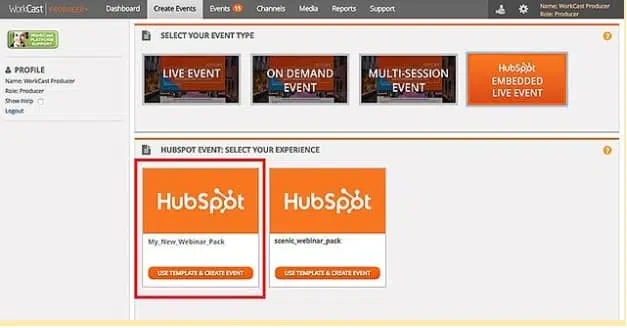 WorkCast PRODUCER+ Dashboard Create Events Events 15 Channels Media Reports Support Name: WorkCast Producer
Role: Producer
WorkCast
PLATFORM
SUPPORT
PROFILE
Name: WorkCast Producer
Role: Producer
Show Help
Logout
SELECT YOUR EVENT TYPE ?
LIVE EVENT
ON DEMAND
EVENT
MULTI-SESSION
EVENT
HubSpot
EMBEDDED
LIVE EVENT
HUBSPOT EVENT: SELECT YOUR EXPERIENCE ?
HubSpot
My_New_Webinar_Pack
USE TEMPLATE & CREATE EVENT
HubSpot
scenic_webinar_pack
USE TEMPLATE & CREATE EVENT